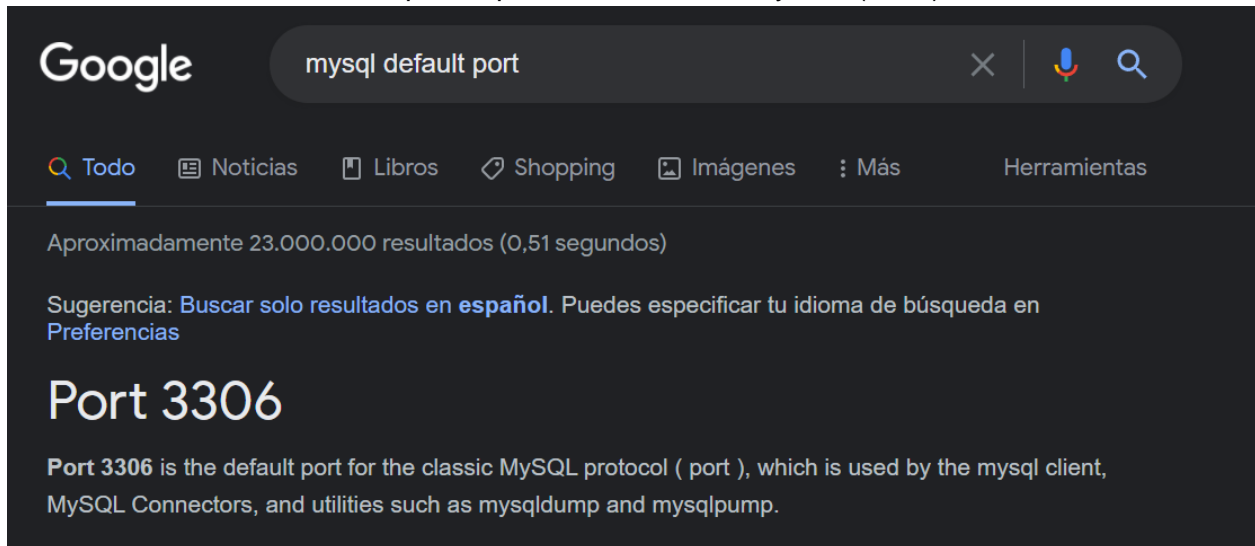 Google
mysql default port
Todo Noticias Libros Shopping Imágenes Más Herramientas
Aproximadamente 23.000.000 resultados (0,51 segundos)
Sugerencia: Buscar solo resultados en español. Puedes especificar tu idioma de búsqueda en
Preferencias
Port 3306
Port 3306 is the default port for the classic MySQL protocol ( port ), which is used by the mysql client,
MySQL Connectors, and utilities such as mysqldump and mysqlpump.